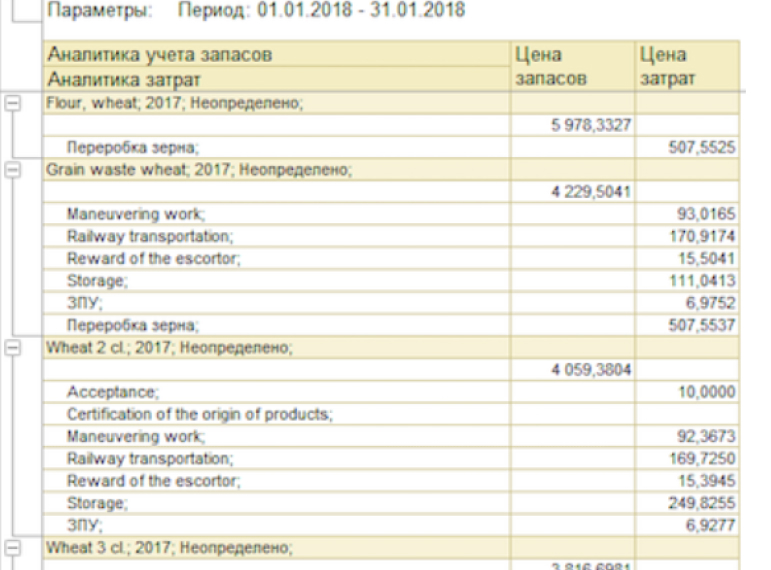 Параметры: Период: 01.01.2018 - 31.01.2018
Аналитика учета запасов Цена запасов Цена затрат
Аналитика затрат
Flour, wheat; 2017; Неопределено;
5 978,3327
Переробка зерна; 507,5525
Grain waste wheat; 2017; Неопределено;
4 229,5041
Maneuvering work; 93,0165
Railway transportation; 170,9174
Reward of the escortor; 15,5041
Storage; 111,0413
ЗПУ; 6,9752
Переробка зерна; 507,5537
Wheat 2 cl.; 2017; Неопределено;
4 059,3804
Acceptance; 10,0000
Certification of the origin of products;
Maneuvering work; 92,3673
Railway transportation; 169,7250
Reward of the escortor; 15,3945
Storage; 249,8255
ЗПУ; 6,9277
Wheat 3 cl.; 2017; Неопределено;
3 816,6981